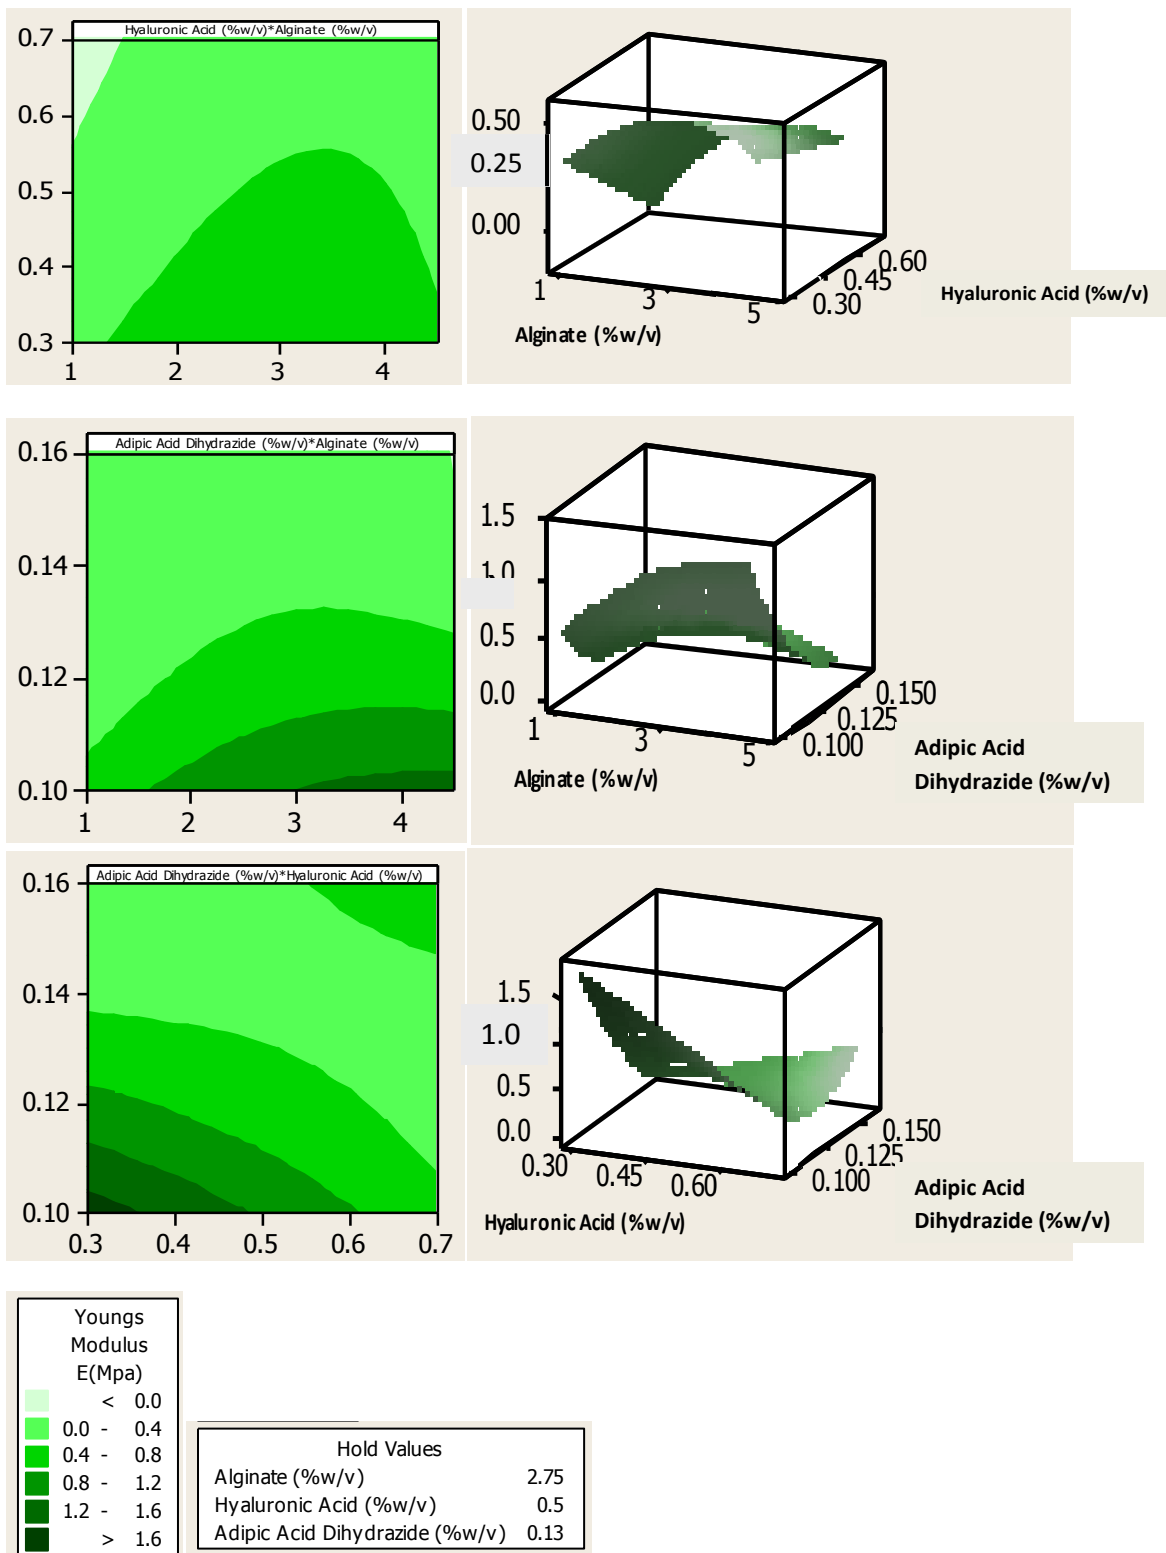 Hyaluronic Acid (%w/v)*Alginate (%w/v)
0.7
0.6
0.5
0.4
0.3
1 2 3 4
0.50
0.25
0.00
1 3 5
0.30 0.45 0.60
Alginate (%w/v)
Hyaluronic Acid (%w/v)
Adipic Acid Dihydrazide (%w/v)*Alginate (%w/v)
0.16
0.14
0.12
0.10
1 2 3 4
1.5
1.0
0.5
0.0
1 3 5
0.100 0.125 0.150
Alginate (%w/v)
Adipic Acid
Dihydrazide (%w/v)
Adipic Acid Dihydrazide (%w/v)*Hyaluronic Acid (%w/v)
0.16
0.14
0.12
0.10
0.3 0.4 0.5 0.6 0.7
1.5
1.0
0.5
0.0
0.30 0.45 0.60
0.100 0.125 0.150
Hyaluronic Acid (%w/v)
Adipic Acid
Dihydrazide (%w/v)
Youngs
Modulus
E(Mpa)
< 0.0
0.0 - 0.4
0.4 - 0.8
0.8 - 1.2
1.2 - 1.6
> 1.6
Hold Values
Alginate (%w/v) 2.75
Hyaluronic Acid (%w/v) 0.5
Adipic Acid Dihydrazide (%w/v) 0.13